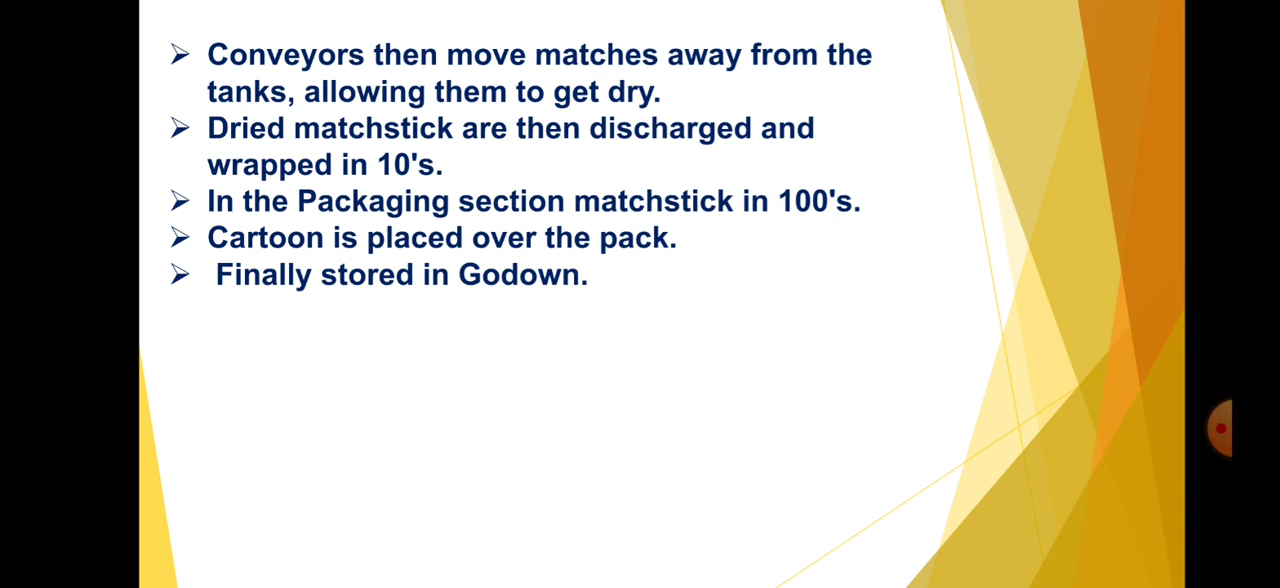 ➢ Conveyors then move matches away from the
tanks, allowing them to get dry.
➢ Dried matchstick are then discharged and
wrapped in 10's.
➢ In the Packaging section matchstick in 100's.
➢ Cartoon is placed over the pack.
➢ Finally stored in Godown.